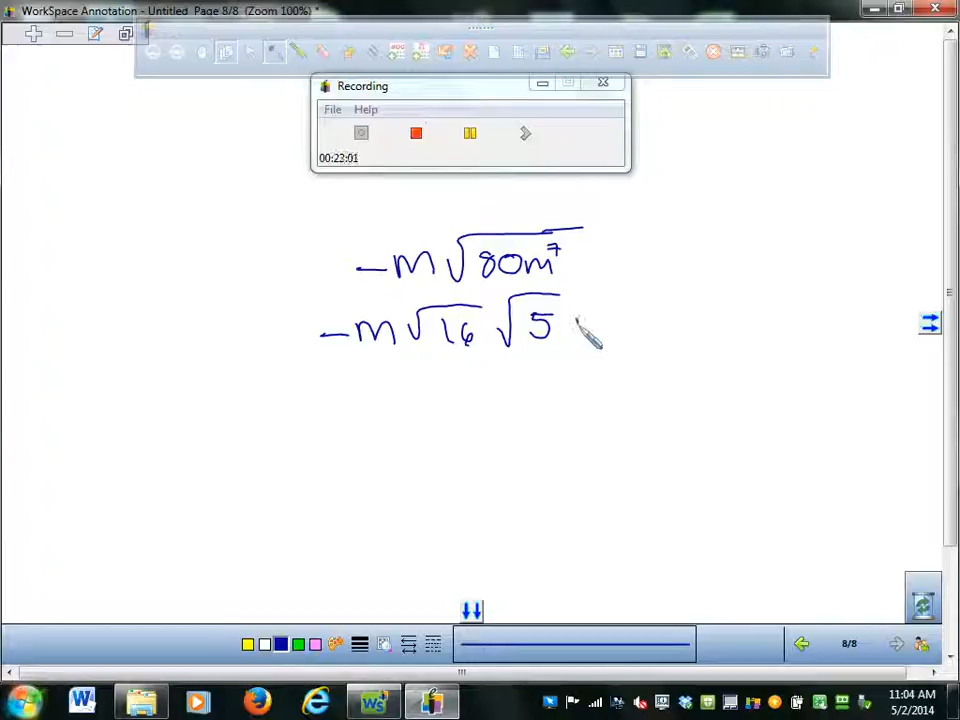 WorkSpace Annotation - Untitled Page 8/8 (Zoom 100%) *
Recording
File Help
00:23:01
-m√80m⁷
-m√16 √5
8/8
11:04 AM
5/2/2014